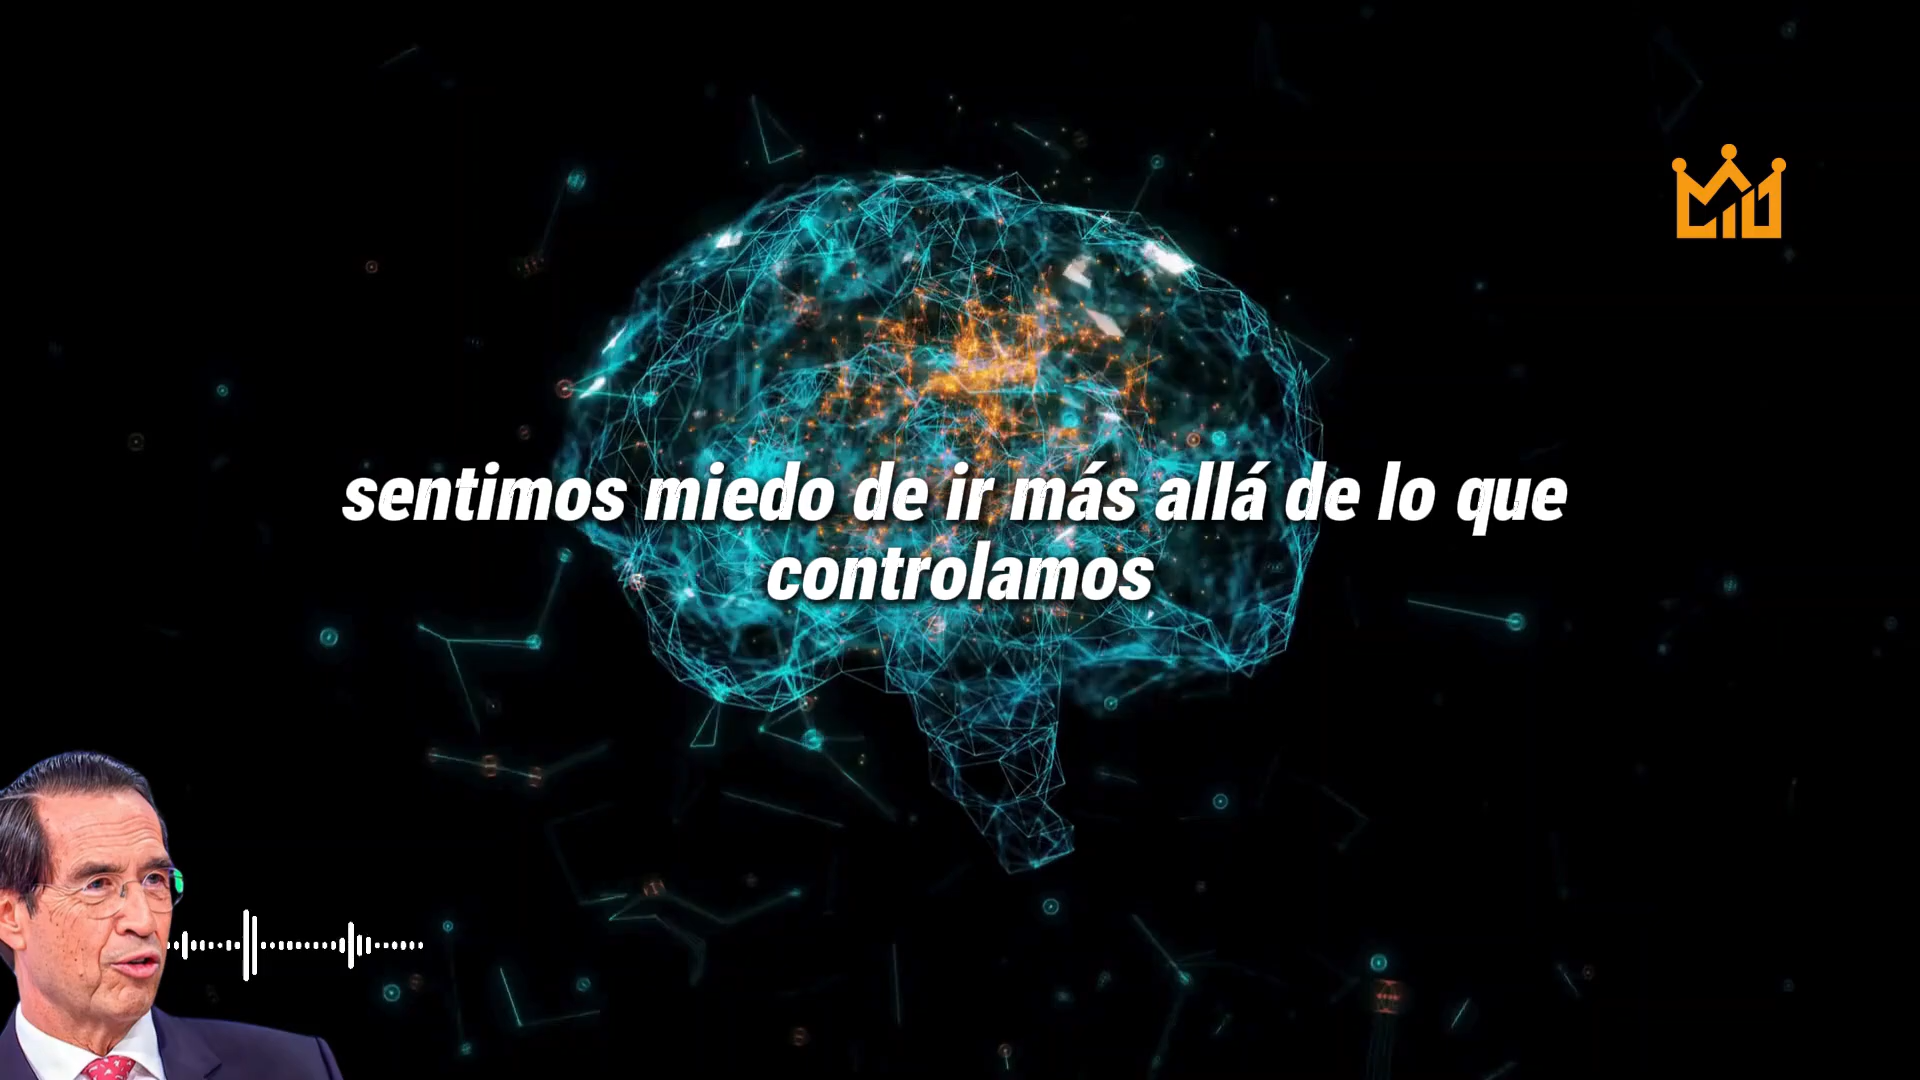 sentimos miedo de ir más allá de lo que
controlamos